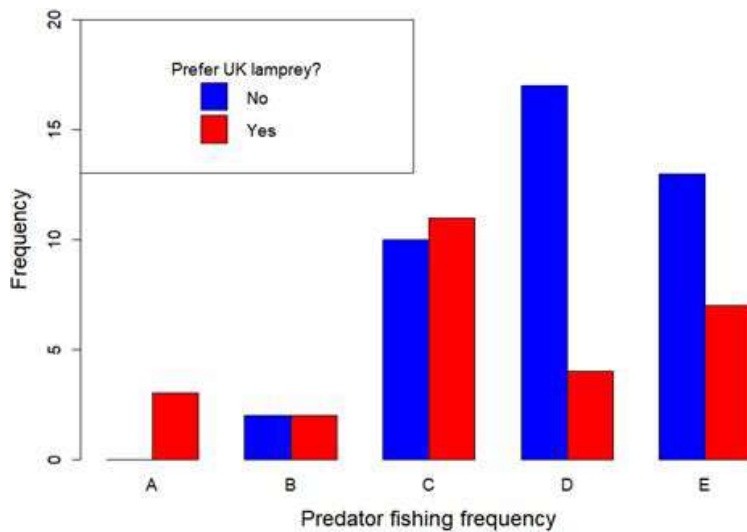 20
15
10
5
0
Frequency
Prefer UK lamprey?
No
Yes
A B C D E
Predator fishing frequency